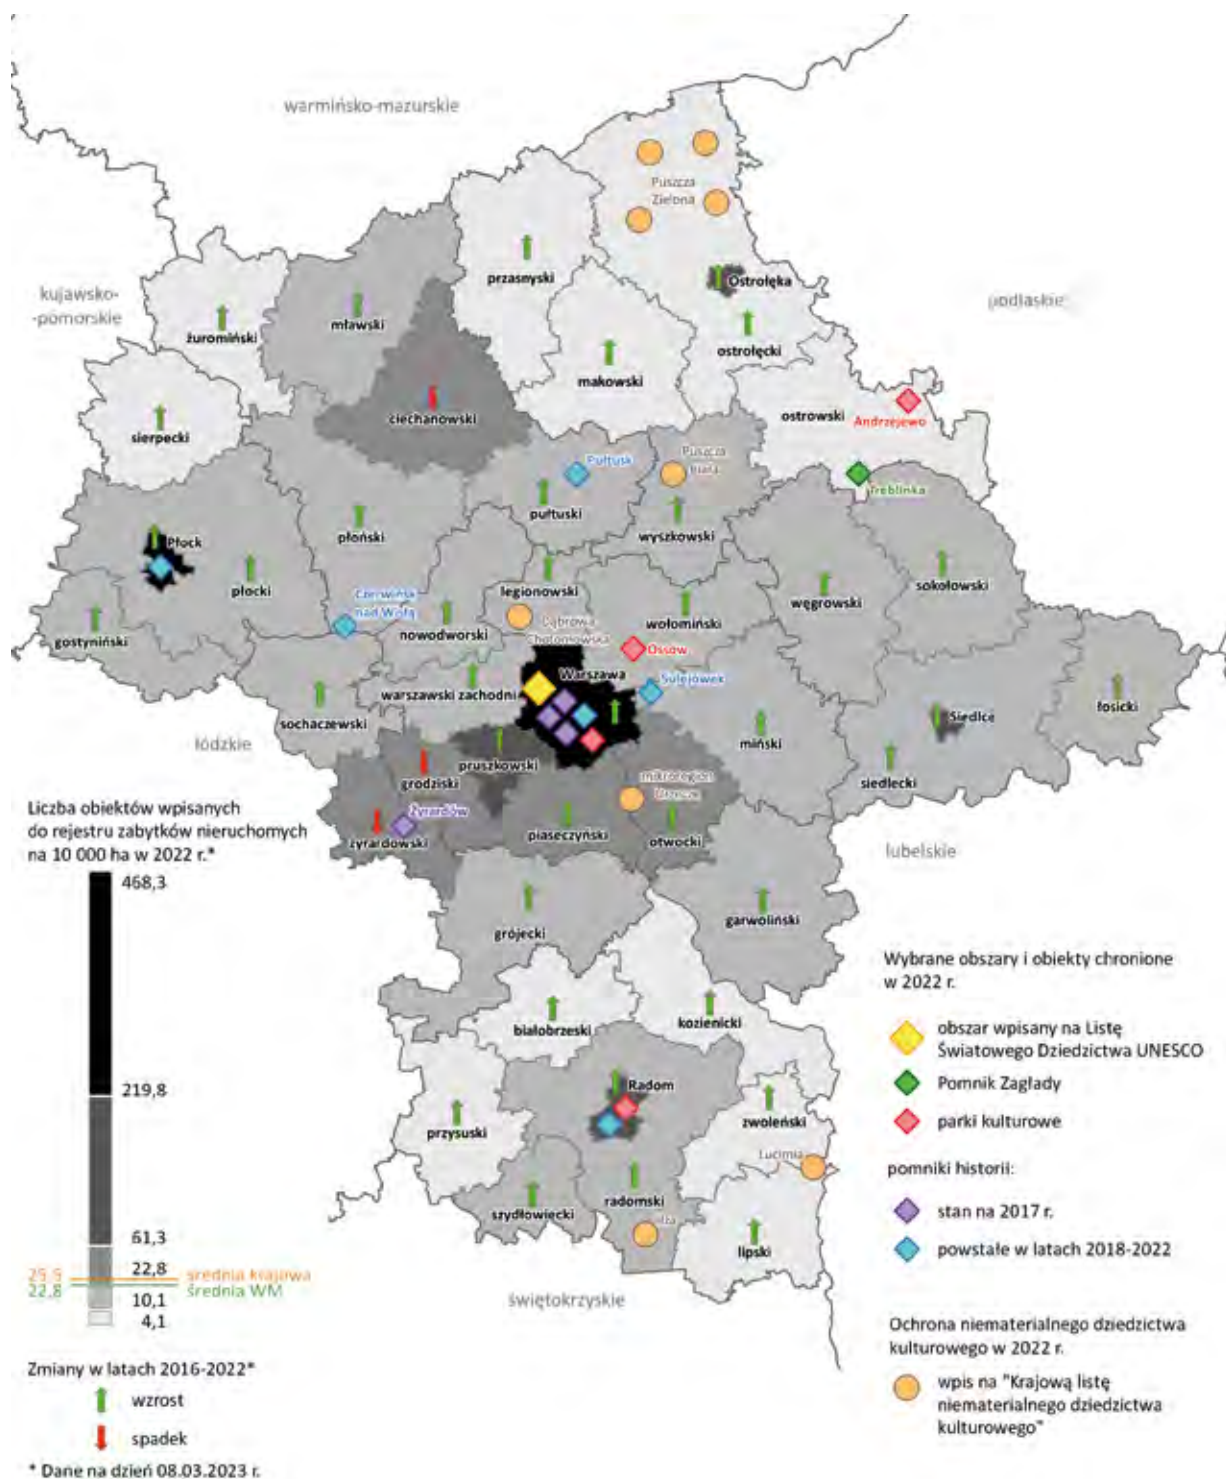 warmińsko-mazurskie
Puszcza
Zielona
przasnyski
Ostrołęka
kujawsko-
-pomorskie
podlaskie
żuromiński
mławski
ostrołęcki
makowski
ciechanowski
ostrowski
Andrzejewo
sierpecki
Pułtusk
Puszcza
Biała
Treblinka
pułtuski
płoński
wyszkowski
Płock
sokołowski
płocki
Czerwińsk
nad Wisłą
legionowski
węgrowski
Dąbrowa
Chotomowska
wołomiński
gostyniński
nowodworski
Ossów
Warszawa
Sulejówek
warszawski zachodni
łosicki
sochaczewski
Siedlce
miński
łódzkie
pruszkowski
grodziski
siedlecki
mikroregion
Urzecze
Żyrardów
piaseczyński
otwocki
żyrardowski
lubelskie
garwoliński
grójecki
kozienicki
białobrzeski
Radom
zwoleński
przysuski
Lucimia
radomski
szydłowiecki
Iłża
lipski
świętokrzyskie
Liczba obiektów wpisanych
do rejestru zabytków nieruchomych
na 10 000 ha w 2022 r.*
468,3
219,8
61,3
22,8
10,1
4,1
25,5
średnia krajowa
22,8
średnia WM
Zmiany w latach 2016-2022*
wzrost
spadek
* Dane na dzień 08.03.2023 r.
Wybrane obszary i obiekty chronione
w 2022 r.
obszar wpisany na Listę
Światowego Dziedzictwa UNESCO
Pomnik Zagłady
parki kulturowe
pomniki historii:
stan na 2017 r.
powstałe w latach 2018-2022
Ochrona niematerialnego dziedzictwa
kulturowego w 2022 r.
wpis na "Krajową listę
niematerialnego dziedzictwa
kulturowego"